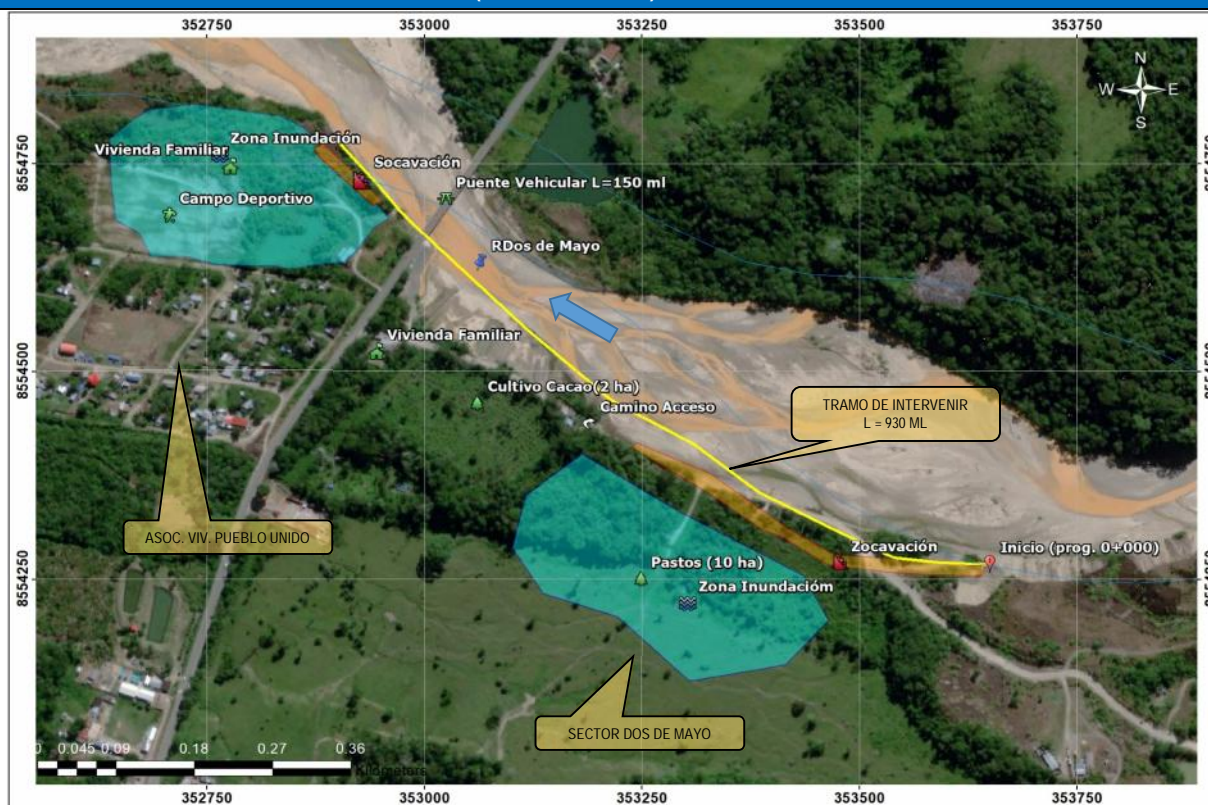 352750 353000 353250 353500 353750
N
W E
S
8554750
Zona Inundación
Vivienda Familiar
Socavación
Puente Vehicular L=150 ml
Campo Deportivo
RDos de Mayo
8554500
Vivienda Familiar
Cultivo Cacao(2 ha)
Camino Acceso
TRAMO DE INTERVENIR
L = 930 ML
ASOC. VIV. PUEBLO UNIDO
Zocavación
Inicio (prog. 0+000)
8554250
Pastos (10 ha)
Zona Inundacióm
SECTOR DOS DE MAYO
0 0.045 0.09 0.18 0.27 0.36
Kilometers
352750 353000 353250 353500 353750